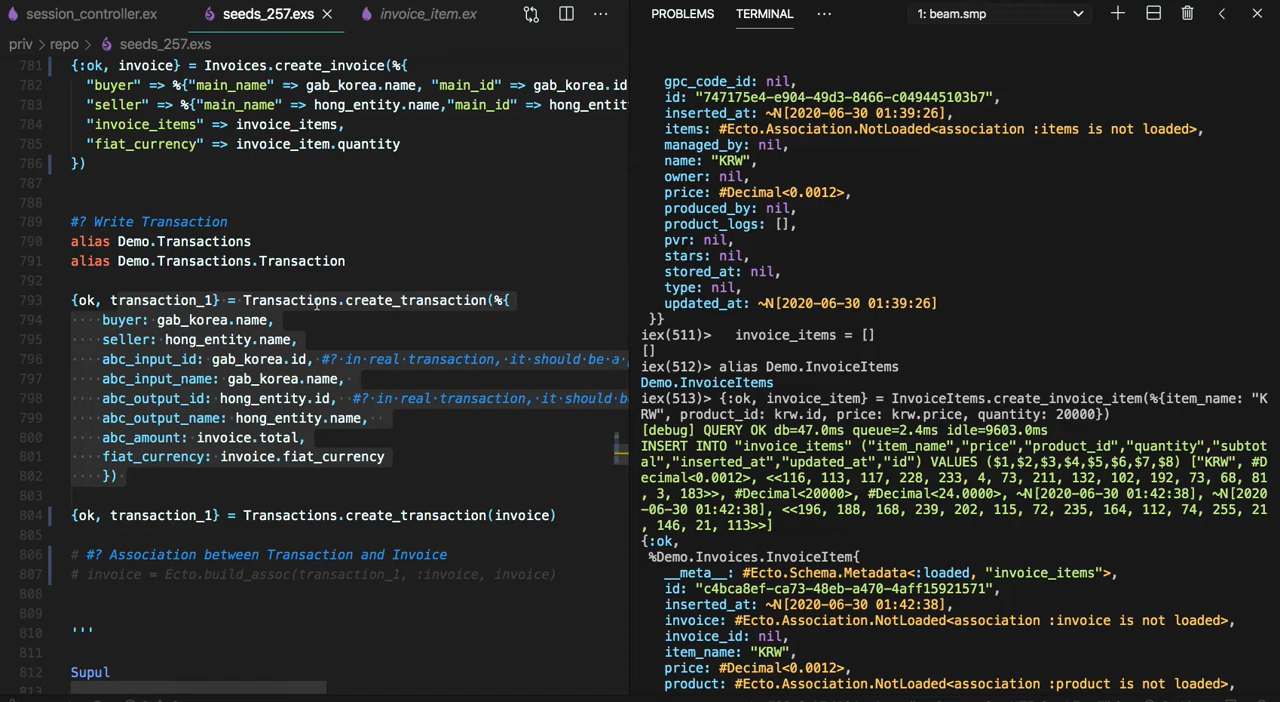 session_controller.ex
seeds_257.exs
invoice_item.ex
priv > repo > seeds_257.exs
781 {:ok, invoice} = Invoices.create_invoice(%{
782 "buyer" => %{"main_name" => gab_korea.name, "main_id" => gab_korea.id
783 "seller" => %{"main_name" => hong_entity.name,"main_id" => hong_entit
784 "invoice_items" => invoice_items,
785 "fiat_currency" => invoice_item.quantity
786 })
787
788
789 #? Write Transaction
790 alias Demo.Transactions
791 alias Demo.Transactions.Transaction
792
793 {ok, transaction_1} = Transactions.create_transaction(%{
794 buyer: gab_korea.name,
795 seller: hong_entity.name,
796 abc_input_id: gab_korea.id, #? in real transaction, it should be a
797 abc_input_name: gab_korea.name,
798 abc_output_id: hong_entity.id, #? in real transaction, it should b
799 abc_output_name: hong_entity.name,
800 abc_amount: invoice.total,
801 fiat_currency: invoice.fiat_currency
802 })
803
804 {ok, transaction_1} = Transactions.create_transaction(invoice)
805
806 # #? Association between Transaction and Invoice
807 # invoice = Ecto.build_assoc(transaction_1, :invoice, invoice)
808
809
810 '''
811
812 Supul
813
PROBLEMS TERMINAL ··· 1: beam.smp
gpc_code_id: nil,
id: "747175e4-e904-49d3-8466-c049445103b7",
inserted_at: ~N[2020-06-30 01:39:26],
items: #Ecto.Association.NotLoaded<association :items is not loaded>,
managed_by: nil,
name: "KRW",
owner: nil,
price: #Decimal<0.0012>,
produced_by: nil,
product_logs: [],
pvr: nil,
stars: nil,
stored_at: nil,
type: nil,
updated_at: ~N[2020-06-30 01:39:26]
}}
iex(511)> invoice_items = []
[]
iex(512)> alias Demo.InvoiceItems
Demo.InvoiceItems
iex(513)> {:ok, invoice_item} = InvoiceItems.create_invoice_item(%{item_name: "K
RW", product_id: krw.id, price: krw.price, quantity: 20000})
[debug] QUERY OK db=47.0ms queue=2.4ms idle=9603.0ms
INSERT INTO "invoice_items" ("item_name","price","product_id","quantity","subtot
al","inserted_at","updated_at","id") VALUES ($1,$2,$3,$4,$5,$6,$7,$8) ["KRW", #D
ecimal<0.0012>, <<116, 113, 117, 228, 233, 4, 73, 211, 132, 102, 192, 73, 68, 81
, 3, 183>>, #Decimal<20000>, #Decimal<24.0000>, ~N[2020-06-30 01:42:38], ~N[2020
-06-30 01:42:38], <<196, 188, 168, 239, 202, 115, 72, 235, 164, 112, 74, 255, 21
, 146, 21, 113>>]
{:ok,
%Demo.Invoices.InvoiceItem{
__meta__: #Ecto.Schema.Metadata<:loaded, "invoice_items">,
id: "c4bca8ef-ca73-48eb-a470-4aff15921571",
inserted_at: ~N[2020-06-30 01:42:38],
invoice: #Ecto.Association.NotLoaded<association :invoice is not loaded>,
invoice_id: nil,
item_name: "KRW",
price: #Decimal<0.0012>,
product: #Ecto.Association.NotLoaded<association :product is not loaded>,